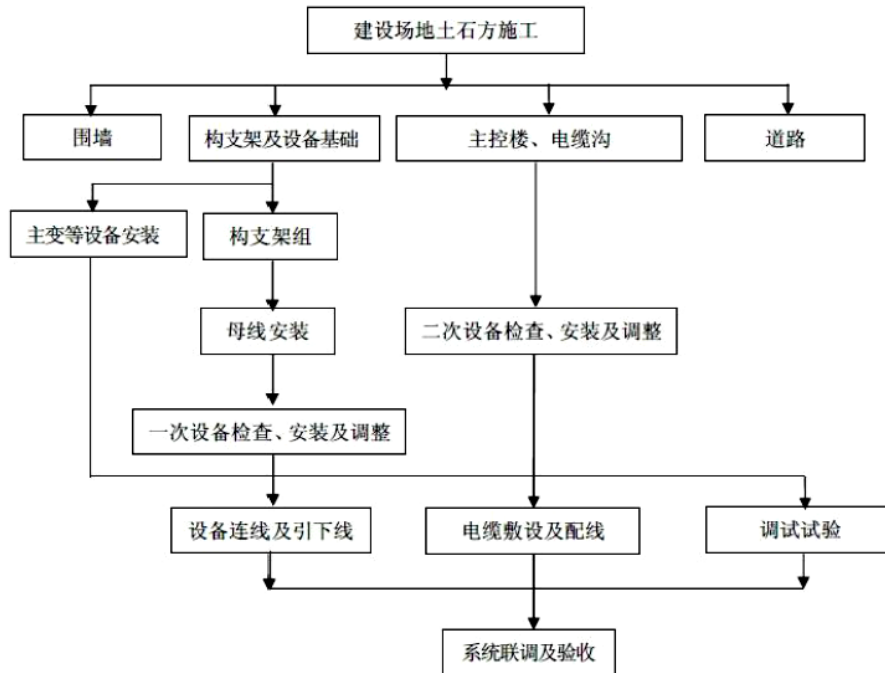 建设场地土石方施工
围墙
构支架及设备基础
主控楼、电缆沟
道路
主变等设备安装
构支架组
母线安装
二次设备检查、安装及调整
一次设备检查、安装及调整
设备连线及引下线
电缆敷设及配线
调试试验
系统联调及验收